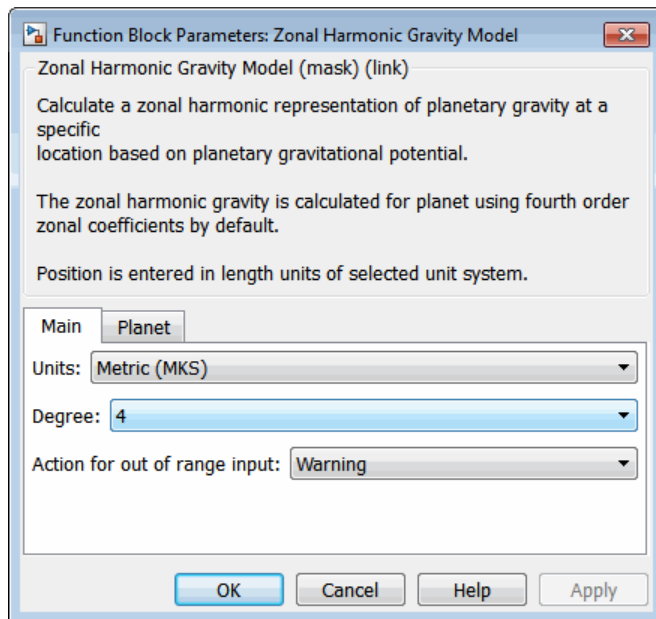 Function Block Parameters: Zonal Harmonic Gravity Model
Zonal Harmonic Gravity Model (mask) (link)
Calculate a zonal harmonic representation of planetary gravity at a
specific
location based on planetary gravitational potential.
The zonal harmonic gravity is calculated for planet using fourth order
zonal coefficients by default.
Position is entered in length units of selected unit system.
Main Planet
Units: Metric (MKS)
Degree: 4
Action for out of range input: Warning
OK Cancel Help Apply